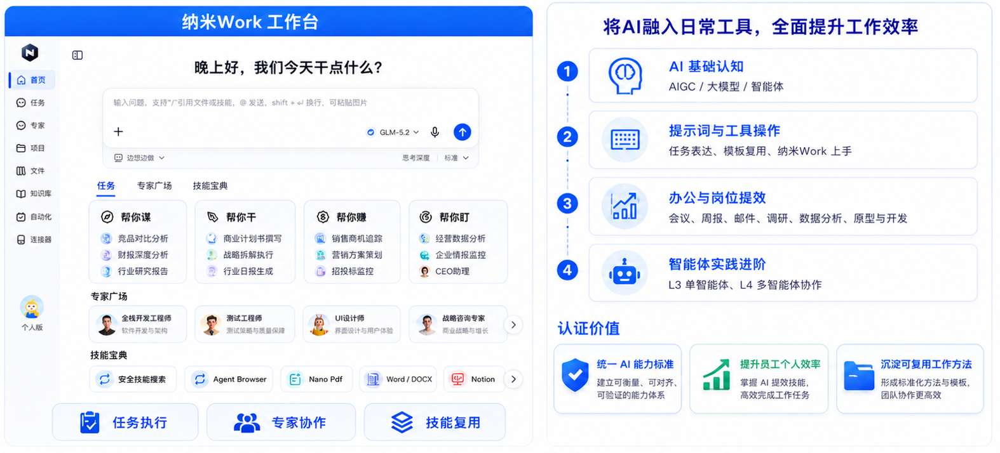 纳米Work 工作台
首页
任务
专家
项目
文件
知识库
自动化
连接器
个人版
晚上好，我们今天干点什么？
输入问题，支持“/”引用文件或技能，@ 发送，shift + ↵ 换行，可粘贴图片
GLM-5.2
边想边做
思考深度 标准
任务 专家广场 技能宝典
帮你谋
竞品对比分析
财报深度分析
行业研究报告
帮你干
商业计划书撰写
战略拆解执行
行业日报生成
帮你赚
销售商机追踪
营销方案策划
招投标监控
帮你盯
经营数据分析
企业情报监控
CEO助理
专家广场
全栈开发工程师
软件开发与架构
测试工程师
测试策略与质量保障
UI设计师
界面设计与用户体验
战略咨询专家
商业战略与增长
技能宝典
安全技能搜索
Agent Browser
Nano Pdf
Word / DOCX
Notion
任务执行
专家协作
技能复用
将AI融入日常工具，全面提升工作效率
1
AI 基础认知
AIGC / 大模型 / 智能体
2
提示词与工具操作
任务表达、模板复用、纳米Work 上手
3
办公与岗位提效
会议、周报、邮件、调研、数据分析、原型与开发
4
智能体实践进阶
L3 单智能体、L4 多智能体协作
认证价值
统一 AI 能力标准
建立可衡量、可对齐、
可验证的能力体系
提升员工个人效率
掌握 AI 提效技能，
高效完成工作任务
沉淀可复用工作方法
形成标准化方法与模板，
团队协作更高效